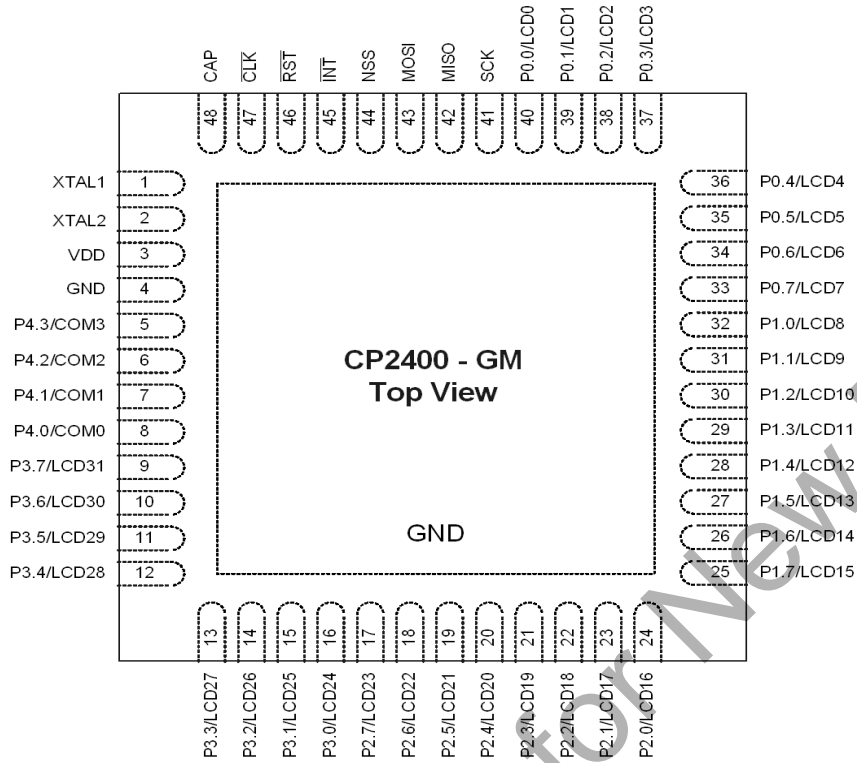 CAP
CLK
RST
INT
NSS
MOSI
MISO
SCK
P0.0/LCD0
P0.1/LCD1
P0.2/LCD2
P0.3/LCD3
48
47
46
45
44
43
42
41
40
39
38
37
XTAL1 1
XTAL2 2
VDD 3
GND 4
P4.3/COM3 5
P4.2/COM2 6
P4.1/COM1 7
P4.0/COM0 8
P3.7/LCD31 9
P3.6/LCD30 10
P3.5/LCD29 11
P3.4/LCD28 12
CP2400 - GM
Top View
GND
36 P0.4/LCD4
35 P0.5/LCD5
34 P0.6/LCD6
33 P0.7/LCD7
32 P1.0/LCD8
31 P1.1/LCD9
30 P1.2/LCD10
29 P1.3/LCD11
28 P1.4/LCD12
27 P1.5/LCD13
26 P1.6/LCD14
25 P1.7/LCD15
13
14
15
16
17
18
19
20
21
22
23
24
P3.3/LCD27
P3.2/LCD26
P3.1/LCD25
P3.0/LCD24
P2.7/LCD23
P2.6/LCD22
P2.5/LCD21
P2.4/LCD20
P2.3/LCD19
P2.2/LCD18
P2.1/LCD17
P2.0/LCD16
for New